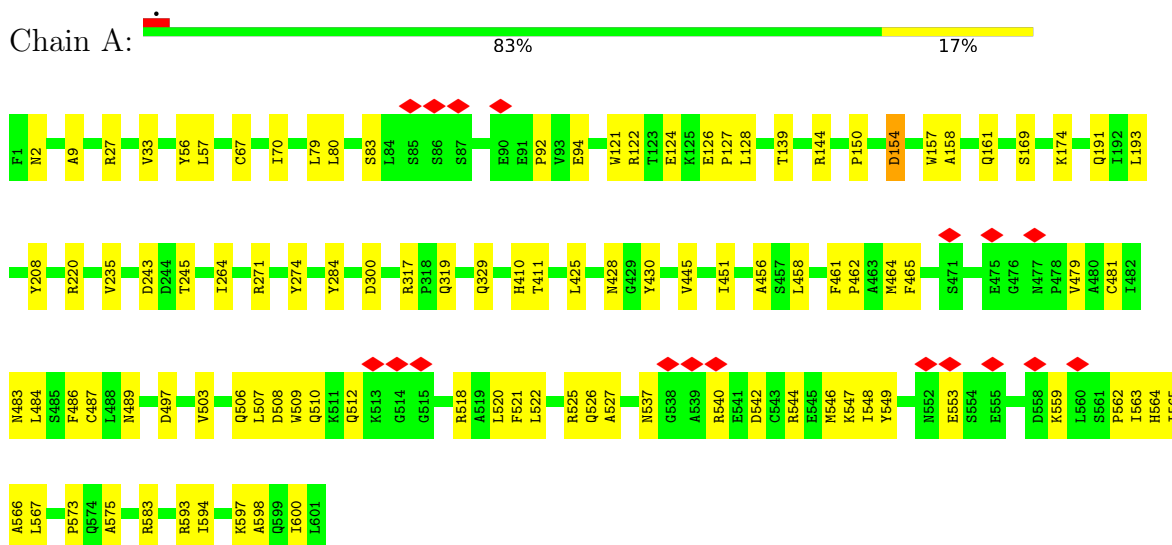 Chain A:
83% 17%
F1 N2 A9 R27 V33 Y56 L57 C67 I70 L79 L80 S83 L84 S85 S86 S87 E90 E91 P92 V93 E94 W121 R122 T123 E124 K125 E126 P127 L128 T139 R144 P150 D154 W157 A158 Q161 S169 K174 Q191 I192 L193
Y208 R220 V235 D243 D244 T245 I264 R271 Y274 Y284 D300 R317 P318 Q319 Q329 H410 T411 L425 N428 G429 Y430 V445 I451 A456 S457 L458 F461 P462 A463 M464 F465 S471 E475 G476 N477 P478 V479 A480 C481 I482
N483 L484 S485 F486 C487 L488 N489 D497 V503 Q506 L507 D508 W509 Q510 K511 Q512 K513 G514 G515 R518 A519 L520 F521 L522 R525 Q526 A527 N537 G538 A539 R540 E541 D542 C543 R544 E545 M546 K547 I548 Y549 N552 E553 S554 E555 D558 K559 L560 S561 P562 I563 H564 I565
A566 L567 P573 Q574 A575 R583 R593 I594 K597 A598 Q599 I600 L601